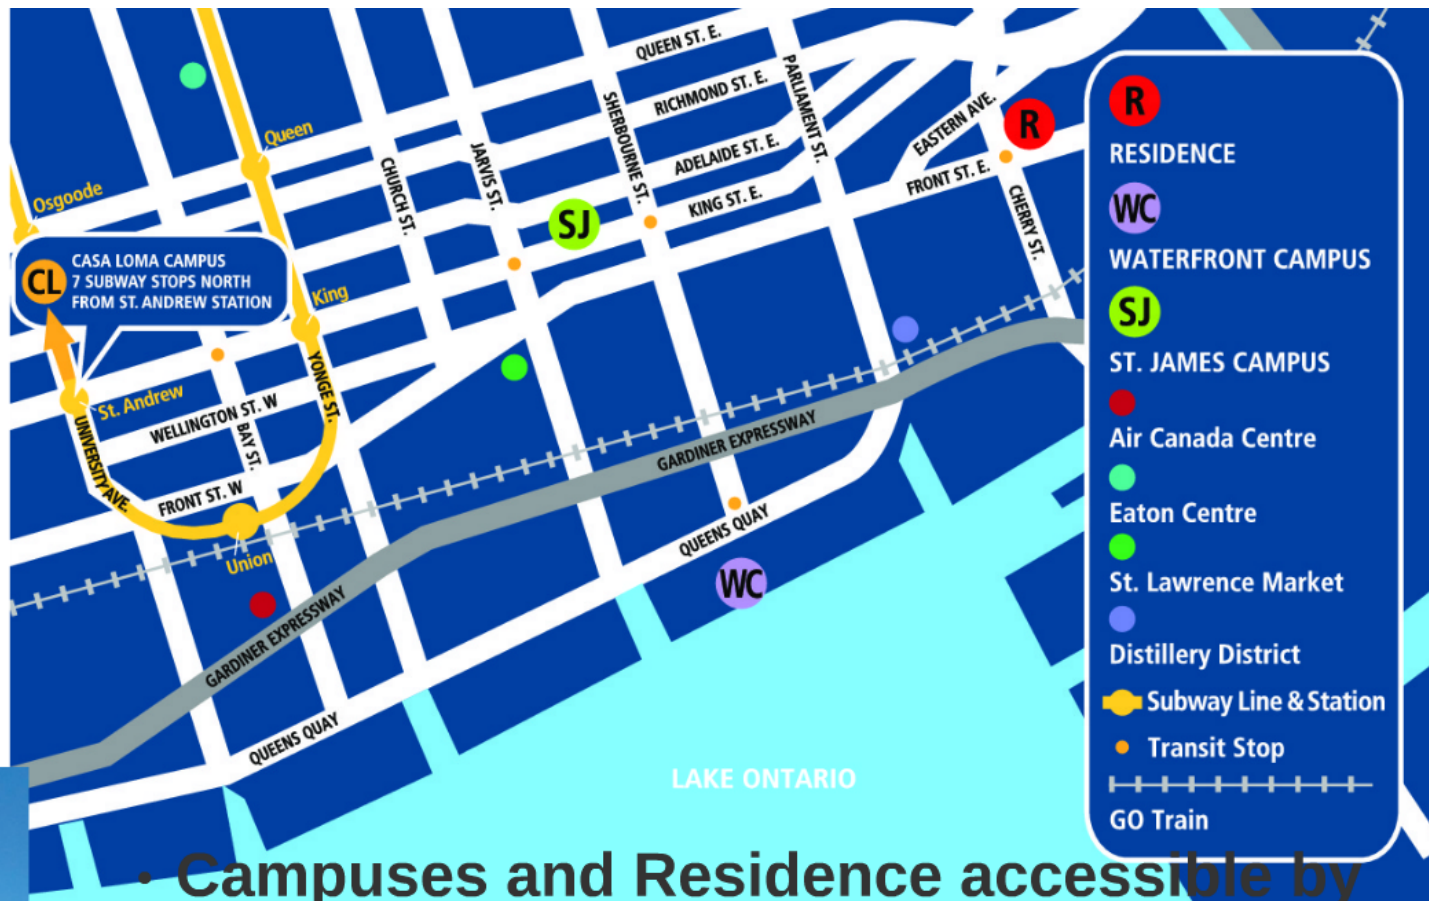 QUEEN ST. E.
RICHMOND ST. E.
ADELAIDE ST. E.
KING ST. E.
PARLIAMENT ST.
SHERBOURNE ST.
JARVIS ST.
CHURCH ST.
EASTERN AVE.
FRONT ST. E.
CHERRY ST.
R
SJ
Queen
Osgoode
CL
CASA LOMA CAMPUS
7 SUBWAY STOPS NORTH
FROM ST. ANDREW STATION
King
St. Andrew
YONGE ST.
WELLINGTON ST. W
BAY ST.
UNIVERSITY AVE.
FRONT ST. W
Union
GARDINER EXPRESSWAY
GARDINER EXPRESSWAY
QUEENS QUAY
QUEENS QUAY
WC
LAKE ONTARIO
R
RESIDENCE
WC
WATERFRONT CAMPUS
SJ
ST. JAMES CAMPUS
Air Canada Centre
Eaton Centre
St. Lawrence Market
Distillery District
Subway Line & Station
Transit Stop
GO Train
• Campuses and Residence accessible by